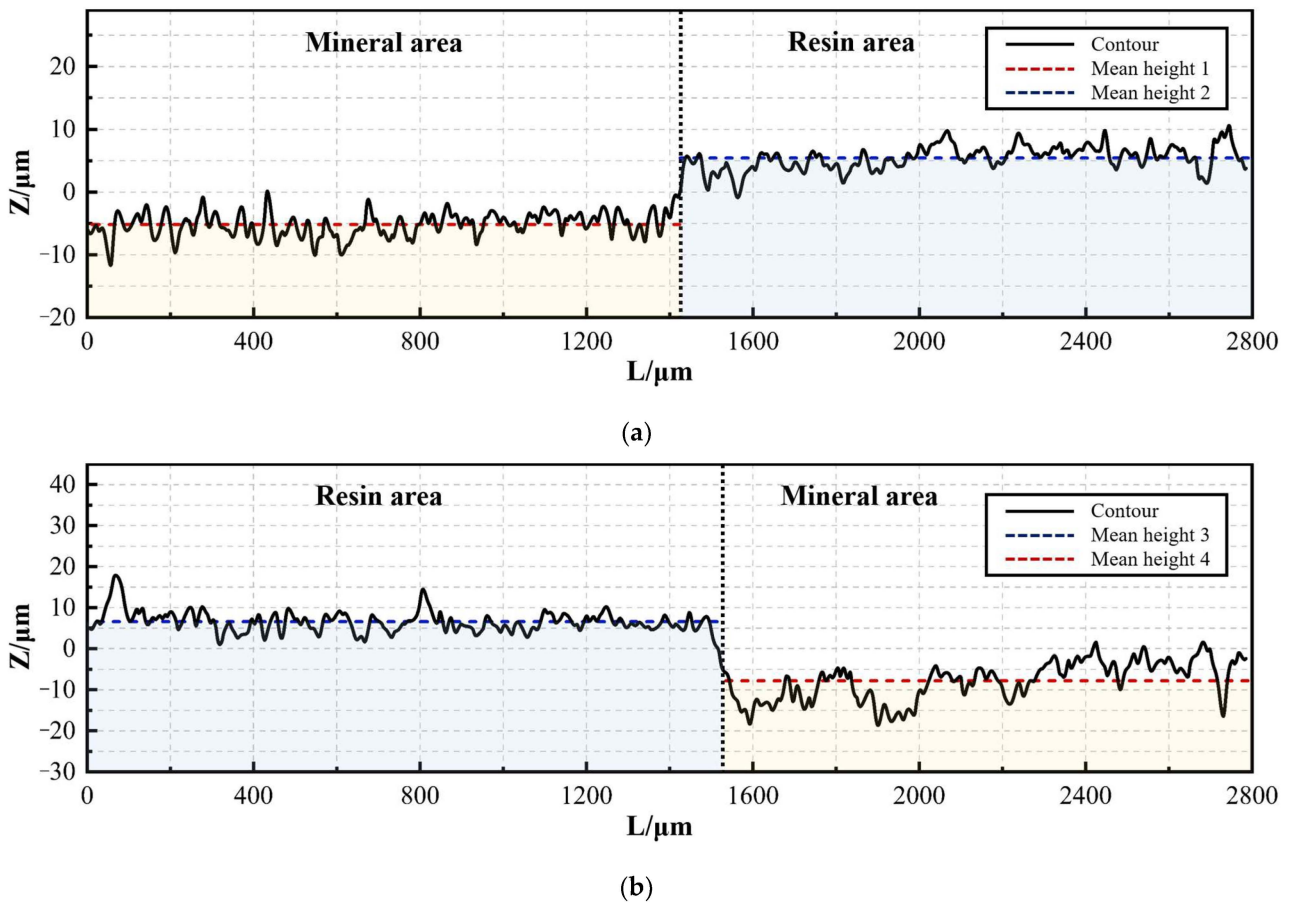 Mineral area
Resin area
Contour
Mean height 1
Mean height 2
Z/μm
20
10
0
−10
−20
0
400
800
1200
1600
2000
2400
2800
L/μm
(a)
Resin area
Mineral area
Contour
Mean height 3
Mean height 4
Z/μm
40
30
20
10
0
−10
−20
−30
0
400
800
1200
1600
2000
2400
2800
L/μm
(b)